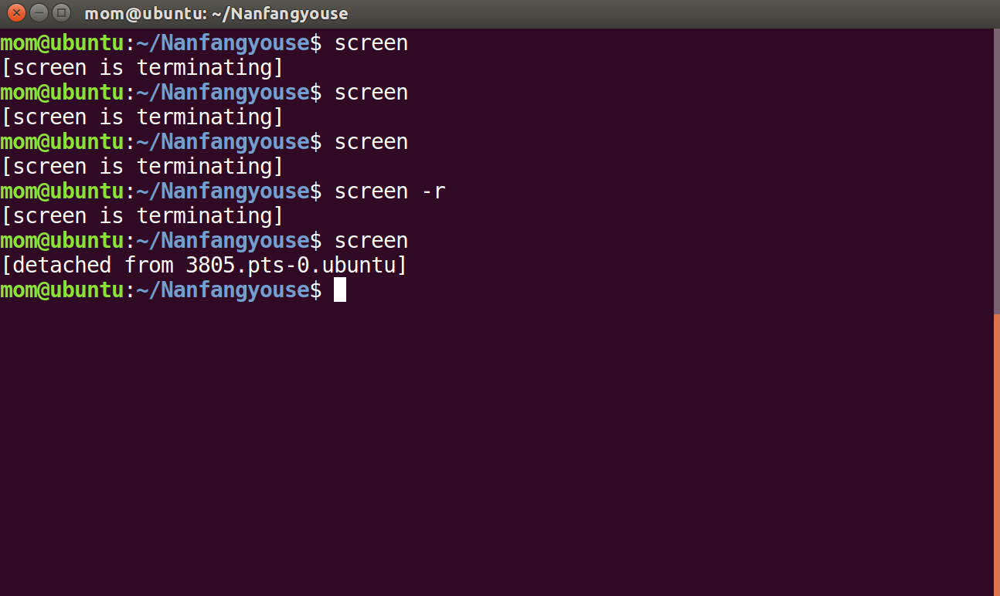 mom@ubuntu: ~/Nanfangyouse
mom@ubuntu:~/Nanfangyouse$ screen
[screen is terminating]
mom@ubuntu:~/Nanfangyouse$ screen
[screen is terminating]
mom@ubuntu:~/Nanfangyouse$ screen
[screen is terminating]
mom@ubuntu:~/Nanfangyouse$ screen -r
[screen is terminating]
mom@ubuntu:~/Nanfangyouse$ screen
[detached from 3805.pts-0.ubuntu]
mom@ubuntu:~/Nanfangyouse$